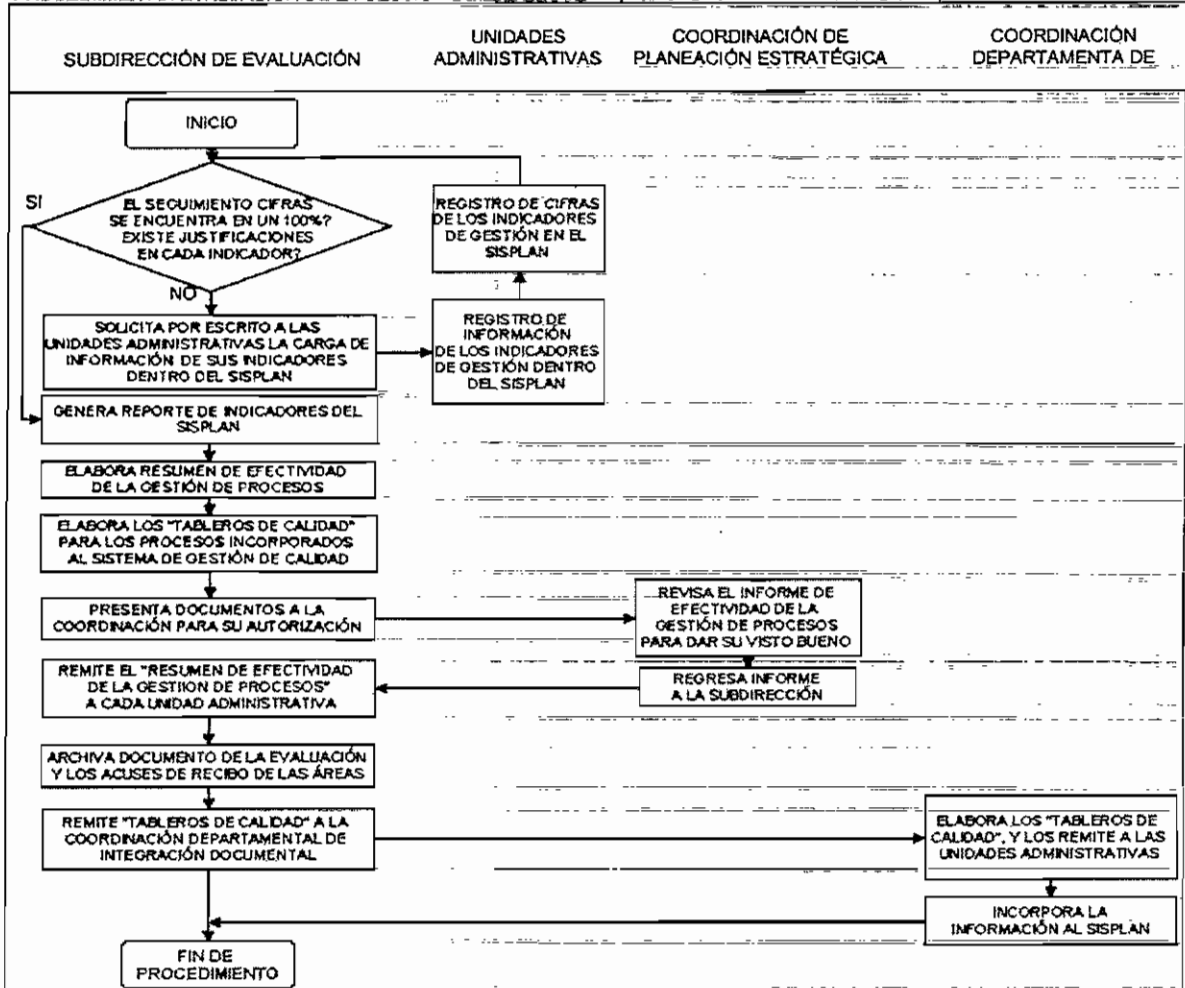 SUBDIRECCIÓN DE EVALUACIÓN
UNIDADES
ADMINISTRATIVAS
COORDINACIÓN DE
PLANEACIÓN ESTRATÉGICA
COORDINACIÓN
DEPARTAMENTA DE
INICIO
SI
EL SEGUIMIENTO CIFRAS
SE ENCUENTRA EN UN 100%?
EXISTE JUSTIFICACIONES
EN CADA INDICADOR?
NO
REGISTRO DE CIFRAS
DE LOS INDICADORES
DE GESTIÓN EN EL
SISPLAN
SOLICITA POR ESCRITO A LAS
UNIDADES ADMINISTRATIVAS LA CARGA DE
INFORMACIÓN DE SUS INDICADORES
DENTRO DEL SISPLAN
REGISTRO DE
INFORMACIÓN
DE LOS INDICADORES
DE GESTIÓN DENTRO
DEL SISPLAN
GENERA REPORTE DE INDICADORES DEL
SISPLAN
ELABORA RESUMEN DE EFECTIVIDAD
DE LA GESTIÓN DE PROCESOS
ELABORA LOS "TABLEROS DE CALIDAD"
PARA LOS PROCESOS INCORPORADOS
AL SISTEMA DE GESTIÓN DE CALIDAD
PRESENTA DOCUMENTOS A LA
COORDINACIÓN PARA SU AUTORIZACIÓN
REVISA EL INFORME DE
EFECTIVIDAD DE LA
GESTIÓN DE PROCESOS
PARA DAR SU VISTO BUENO
REGRESA INFORME
A LA SUBDIRECCIÓN
REMITE EL "RESUMEN DE EFECTIVIDAD
DE LA GESTION DE PROCESOS"
A CADA UNIDAD ADMINISTRATIVA
ARCHIVA DOCUMENTO DE LA EVALUACIÓN
Y LOS ACUSES DE RECIBO DE LAS ÁREAS
REMITE "TABLEROS DE CALIDAD" A LA
COORDINACIÓN DEPARTAMENTAL DE
INTEGRACIÓN DOCUMENTAL
ELABORA LOS "TABLEROS DE
CALIDAD", Y LOS REMITE A LAS
UNIDADES ADMINISTRATIVAS
INCORPORA LA
INFORMACIÓN AL SISPLAN
FIN DE
PROCEDIMIENTO